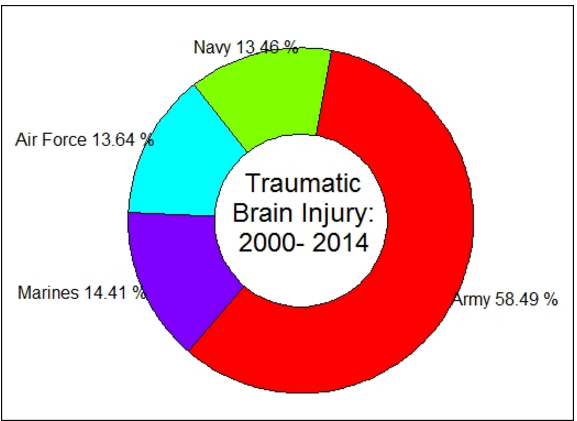 Navy 13.46 %
Air Force 13.64 %
Traumatic
Brain Injury:
2000- 2014
Marines 14.41 %
Army 58.49 %